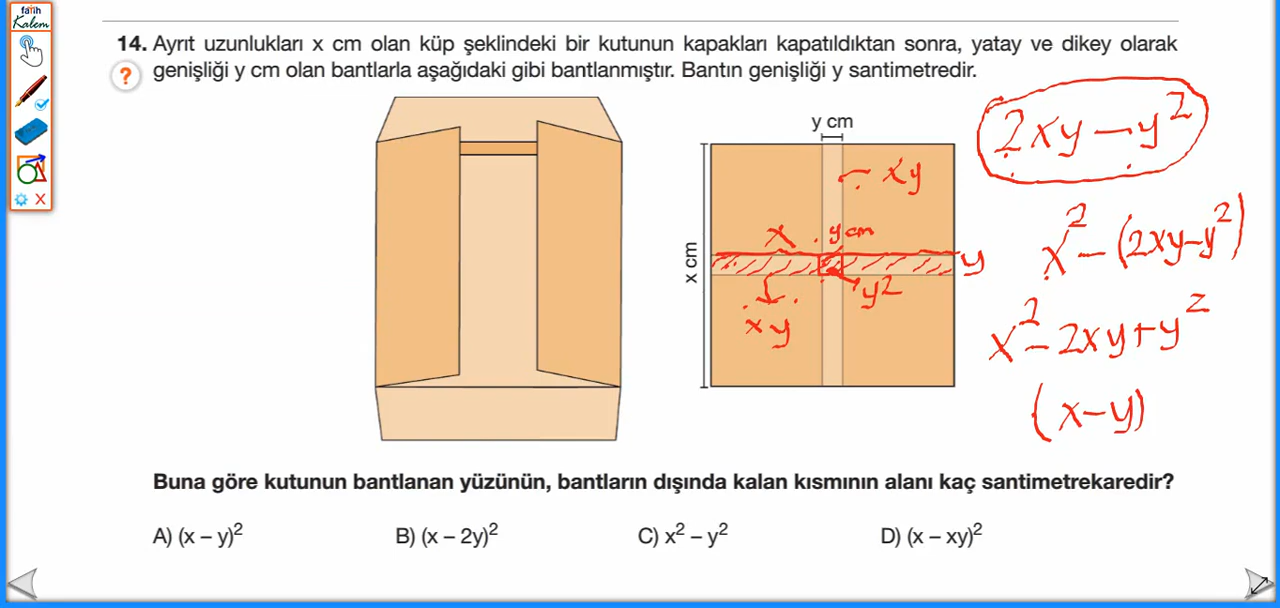 fatih
Kalem
14. Ayrıt uzunlukları x cm olan küp şeklindeki bir kutunun kapakları kapatıldıktan sonra, yatay ve dikey olarak
? genişliği y cm olan bantlarla aşağıdaki gibi bantlanmıştır. Bantın genişliği y santimetredir.
y cm
2xy-y²
xy
x
y cm
y
x cm
x²-(2xy-y²)
y2
xy
x²-2xy+y²
(x-y)
Buna göre kutunun bantlanan yüzünün, bantların dışında kalan kısmının alanı kaç santimetrekaredir?
A) (x – y)²
B) (x – 2y)²
C) x² – y²
D) (x – xy)²